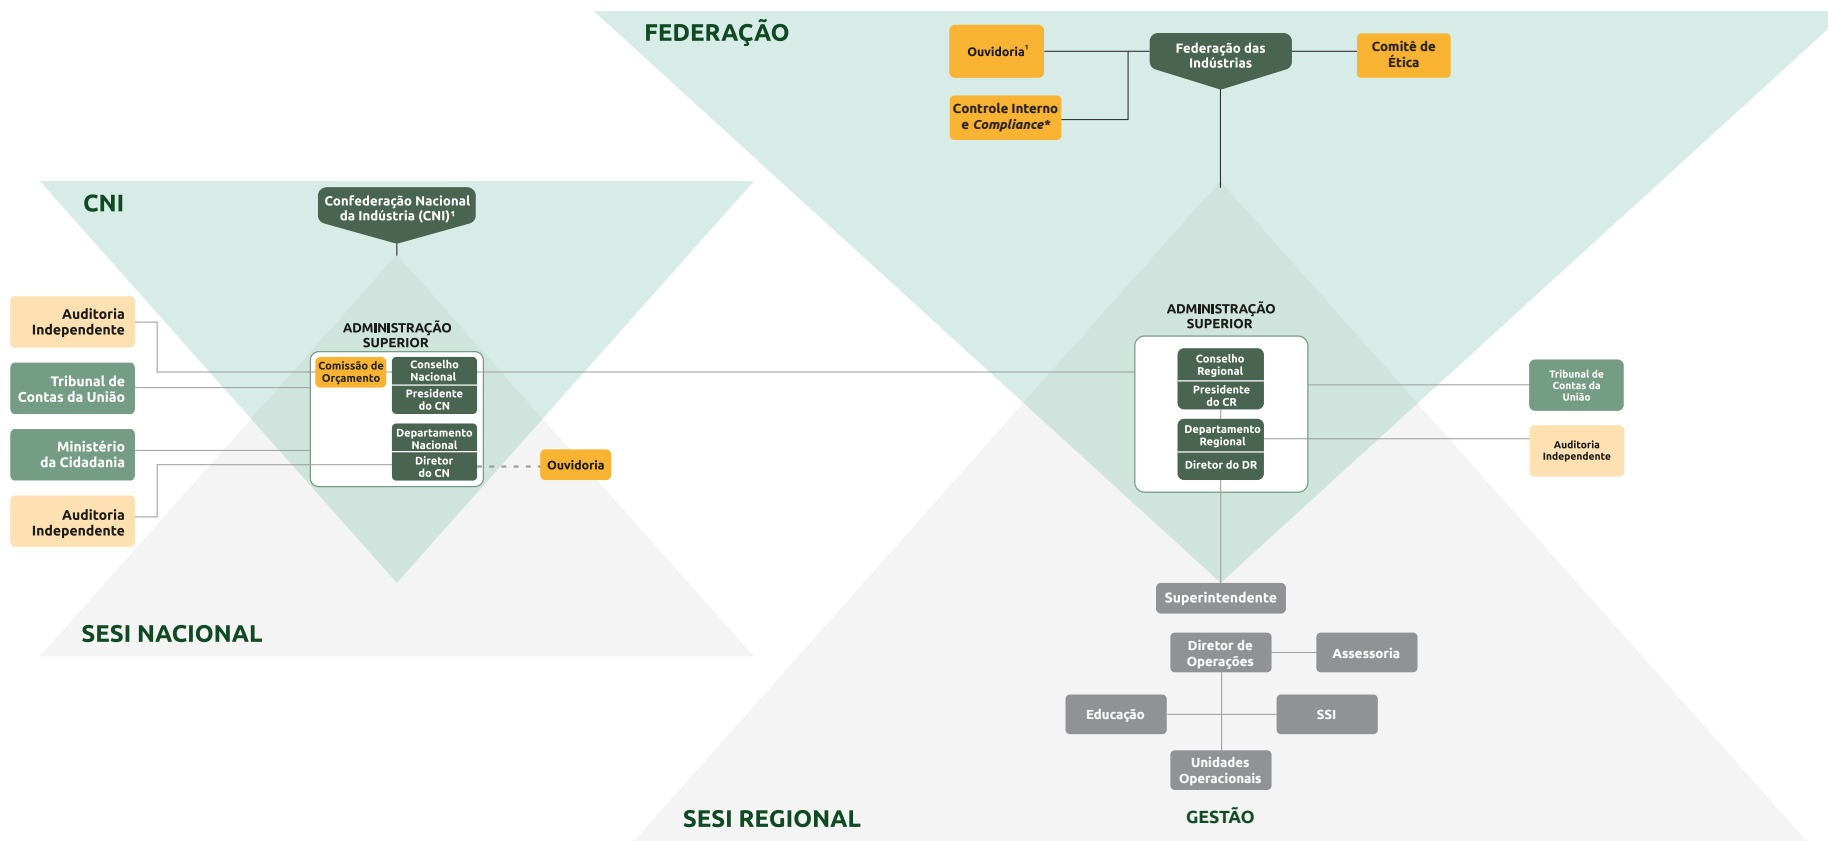 FEDERAÇÃO
Ouvidoria¹
Federação das
Indústrias
Comitê de
Ética
Controle Interno
e Compliance*
CNI
Confederação Nacional
da Indústria (CNI)¹
Auditoria
Independente
Tribunal de
Contas da União
Ministério
da Cidadania
Auditoria
Independente
ADMINISTRAÇÃO
SUPERIOR
Comissão de
Orçamento
Conselho
Nacional
Presidente
do CN
Departamento
Nacional
Diretor
do CN
Ouvidoria
SESI NACIONAL
ADMINISTRAÇÃO
SUPERIOR
Conselho
Regional
Presidente
do CR
Departamento
Regional
Diretor do DR
Tribunal de
Contas da
União
Auditoria
Independente
Superintendente
Diretor de
Operações
Assessoria
Educação
SSI
Unidades
Operacionais
SESI REGIONAL
GESTÃO